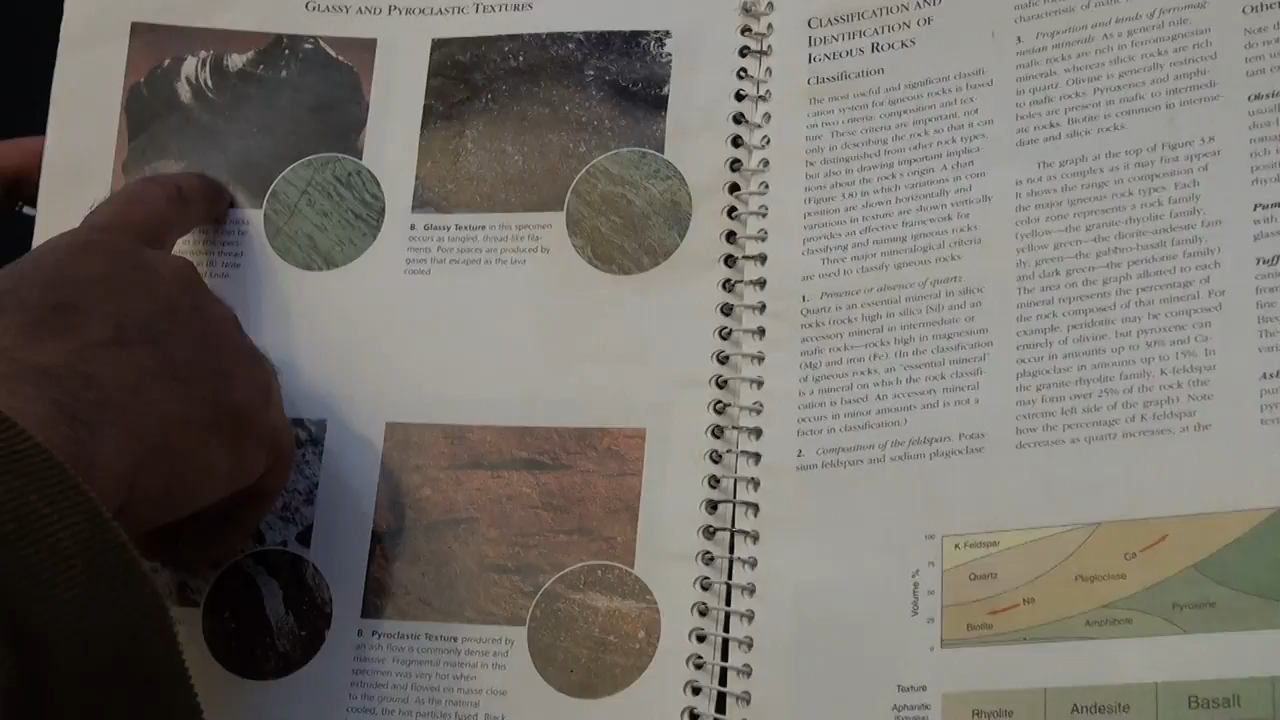 GLASSY AND PYROCLASTIC TEXTURES
B. Glassy Texture in this specimen
occurs as tangled, thread-like fila-
ments. Pore spaces are produced by
gases that escaped as the lava
cooled.
B. Pyroclastic Texture produced by
an ash flow is commonly dense and
massive. Fragmental material in this
specimen was very hot when
extruded and flowed en masse close
to the ground. As the material
cooled, the hot particles fused. Black
CLASSIFICATION AND
IDENTIFICATION OF
IGNEOUS ROCKS
Classification
The most useful and significant classifi-
cation system for igneous rocks is based
on two criteria: composition and tex-
ture. These criteria are important, not
only in describing the rock so that it can
be distinguished from other rock types,
but also in drawing important implica-
tions about the rock's origin. A chart
(Figure 3.8) in which variations in com-
position are shown horizontally and
variations in texture are shown vertically
provides an effective framework for
classifying and naming igneous rocks.
Three major mineralogical criteria
are used to classify igneous rocks.
1. Presence or absence of quartz.
Quartz is an essential mineral in silicic
rocks (rocks high in silica [Si]) and an
accessory mineral in intermediate or
mafic rocks—rocks high in magnesium
(Mg) and iron (Fe). (In the classification
of igneous rocks, an "essential mineral"
is a mineral on which the rock classifi-
cation is based. An accessory mineral
occurs in minor amounts and is not a
factor in classification.)
2. Composition of the feldspars. Potas
sium feldspars and sodium plagioclase
characteristic of
3. Proportion and kinds of ferromag-
nesian minerals. As a general rule,
mafic rocks are rich in ferromagnesian
minerals, whereas silicic rocks are rich
in quartz. Olivine is generally restricted
to mafic rocks. Pyroxenes and amphi-
boles are present in mafic to intermedi-
ate rocks. Biotite is common in interme-
diate and silicic rocks.
The graph at the top of Figure 3.8
is not as complex as it may first appear
It shows the range in composition of
the major igneous rock types. Each
color zone represents a rock family
(yellow—the granite-rhyolite family,
yellow green—the diorite-andesite fam
ily, green—the gabbro-basalt family,
and dark green—the peridotite family)
The area on the graph allotted to each
mineral represents the percentage of
the rock composed of that mineral. For
example, peridotite may be composed
entirely of olivine, but pyroxene can
occur in amounts up to 30% and Ca-
plagioclase in amounts up to 15%. In
the granite-rhyolite family, K-feldspar
may form over 25% of the rock (the
extreme left side of the graph). Note
how the percentage of K-feldspar
decreases as quartz increases, at the
Volume %
100
75
50
25
0
K-Feldspar
Quartz
Plagioclase
Ca
Na
Biotite
Amphibole
Pyroxene
Texture
Aphanitic
Rhyolite
Andesite
Basalt